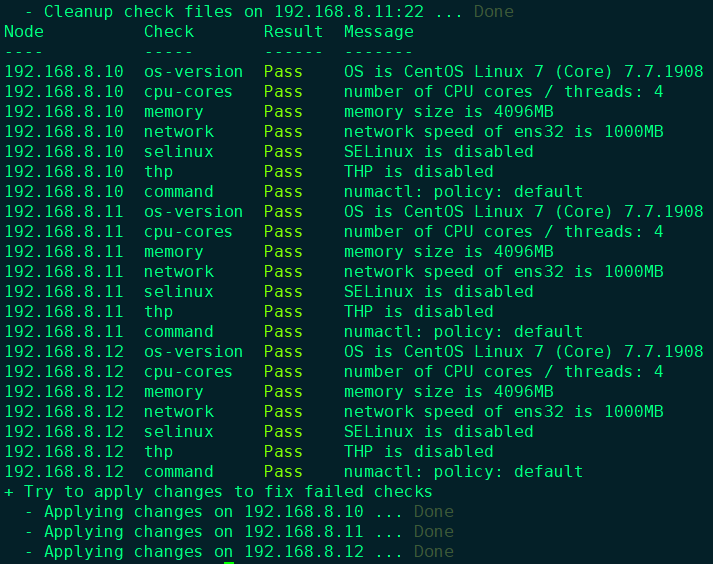 - Cleanup check files on 192.168.8.11:22 ... Done
Node          Check       Result  Message
----          -----       ------  -------
192.168.8.10  os-version  Pass    OS is CentOS Linux 7 (Core) 7.7.1908
192.168.8.10  cpu-cores   Pass    number of CPU cores / threads: 4
192.168.8.10  memory      Pass    memory size is 4096MB
192.168.8.10  network     Pass    network speed of ens32 is 1000MB
192.168.8.10  selinux     Pass    SELinux is disabled
192.168.8.10  thp         Pass    THP is disabled
192.168.8.10  command     Pass    numactl: policy: default
192.168.8.11  os-version  Pass    OS is CentOS Linux 7 (Core) 7.7.1908
192.168.8.11  cpu-cores   Pass    number of CPU cores / threads: 4
192.168.8.11  memory      Pass    memory size is 4096MB
192.168.8.11  network     Pass    network speed of ens32 is 1000MB
192.168.8.11  selinux     Pass    SELinux is disabled
192.168.8.11  thp         Pass    THP is disabled
192.168.8.11  command     Pass    numactl: policy: default
192.168.8.12  os-version  Pass    OS is CentOS Linux 7 (Core) 7.7.1908
192.168.8.12  cpu-cores   Pass    number of CPU cores / threads: 4
192.168.8.12  memory      Pass    memory size is 4096MB
192.168.8.12  network     Pass    network speed of ens32 is 1000MB
192.168.8.12  selinux     Pass    SELinux is disabled
192.168.8.12  thp         Pass    THP is disabled
192.168.8.12  command     Pass    numactl: policy: default
+ Try to apply changes to fix failed checks
  - Applying changes on 192.168.8.10 ... Done
  - Applying changes on 192.168.8.11 ... Done
  - Applying changes on 192.168.8.12 ... Done